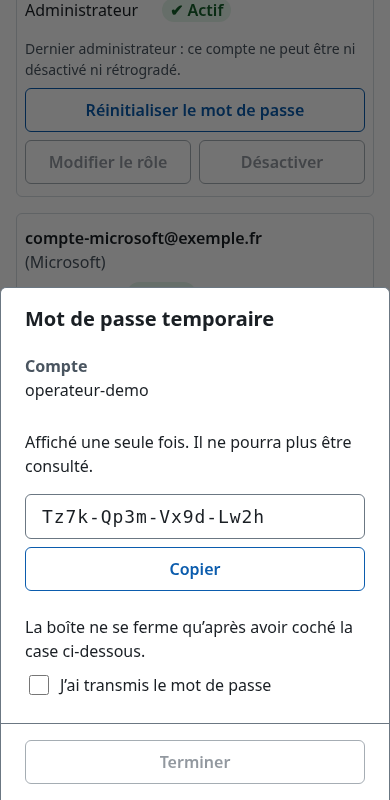 Administrateur ✔ Actif
Dernier administrateur : ce compte ne peut être ni
désactivé ni rétrogradé.
Réinitialiser le mot de passe
Modifier le rôle Désactiver
compte-microsoft@exemple.fr
(Microsoft)
Mot de passe temporaire
Compte
operateur-demo
Affiché une seule fois. Il ne pourra plus être
consulté.
Tz7k-Qp3m-Vx9d-Lw2h
Copier
La boîte ne se ferme qu’après avoir coché la
case ci-dessous.
J’ai transmis le mot de passe
Terminer